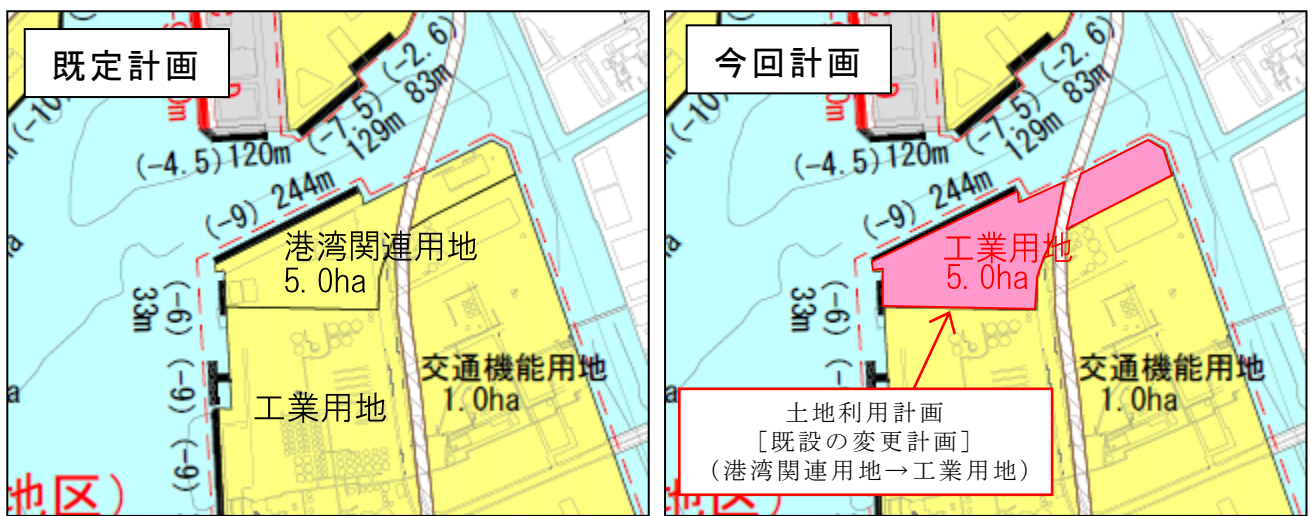 既定計画
(-10)
0m
(-2.6)
83m
(-7.5)
129m
(-4.5)120m
(-9) 244m
港湾関連用地
5.0ha
(-6)
33m
(-9)
(-9)
a
工業用地
交通機能用地
1.0ha
地区)
今回計画
(-10)
0m
(-2.6)
83m
(-7.5)
129m
(-4.5)120m
(-9) 244m
工業用地
5.0ha
(-6)
33m
a
交通機能用地
1.0ha
土地利用計画
[既設の変更計画]
(港湾関連用地→工業用地)
地区)